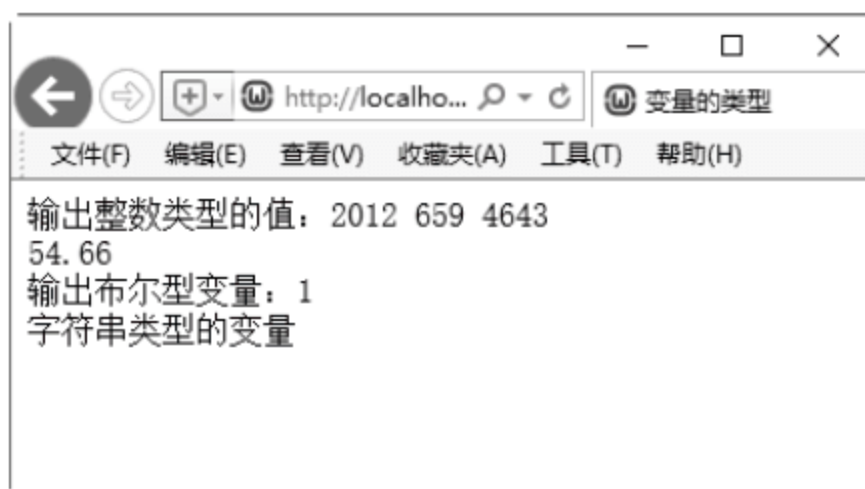 http://localho...
变量的类型
文件(F) 编辑(E) 查看(V) 收藏夹(A) 工具(T) 帮助(H)
输出整数类型的值：2012 659 4643
54.66
输出布尔型变量：1
字符串类型的变量